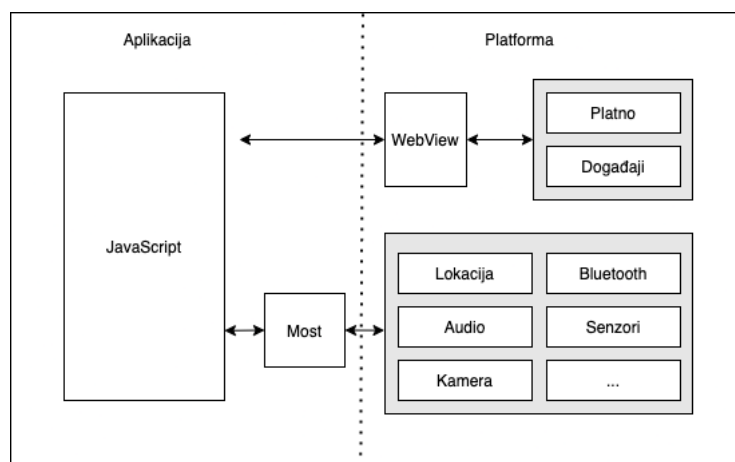 Aplikacija
Platforma
JavaScript
Most
WebView
Platno
Događaji
Lokacija
Bluetooth
Audio
Senzori
Kamera
...